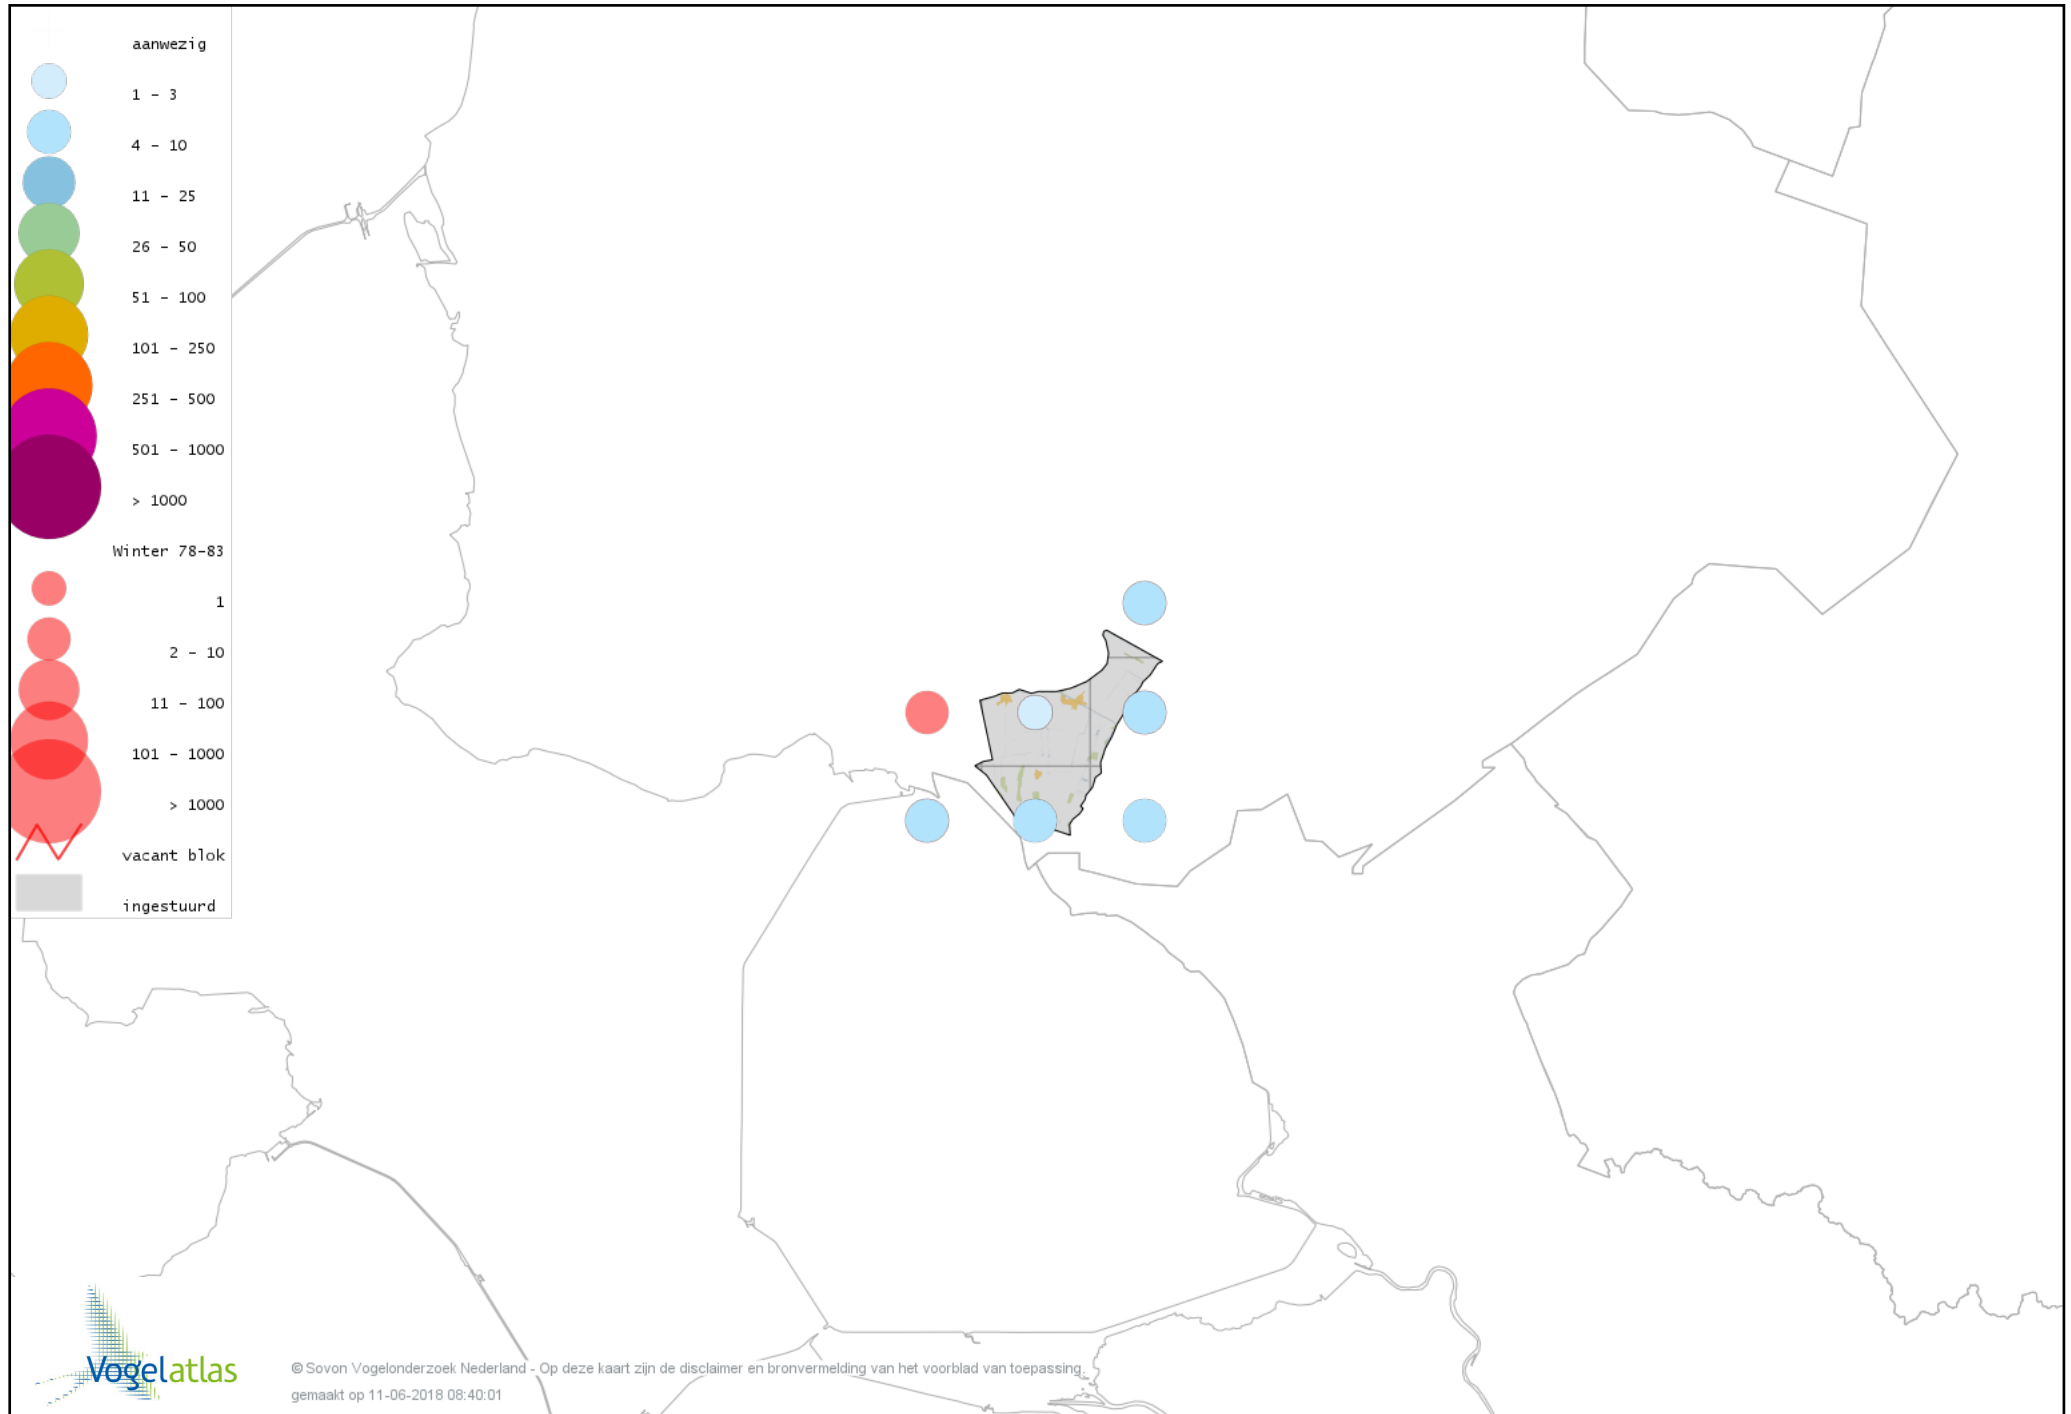 aanwezig
1 - 3
4 - 10
11 - 25
26 - 50
51 - 100
101 - 250
251 - 500
501 - 1000
> 1000
Winter 78-83
1
2 - 10
11 - 100
101 - 1000
> 1000
vacant blok
ingestuurd
Vogelatlas
© Sovon Vogelonderzoek Nederland - Op deze kaart zijn de disclaimer en bronvermelding van het voorblad van toepassing.
gemaakt op 11-06-2018 08:40:01